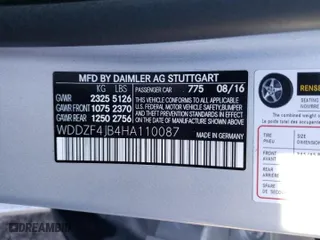 MFD BY DAIMLER AG STUTTGART
KG LBS
GVWR 2325 5126
GAWR FRONT 1075 2370
GAWR REAR 1250 2756
WDDZF4JB4HA110087
PASSENGER CAR 775 08/16
THIS VEHICLE CONFORMS TO ALL
APPLICABLE U.S. FEDERAL MOTOR
VEHICLE SAFETY, BUMPER, AND
THEFT PREVENTION STANDARDS IN
EFFECT ON THE DATE OF
MANUFACTURE SHOWN ABOVE.
MADE IN GERMANY
SEATING
DREAMBID